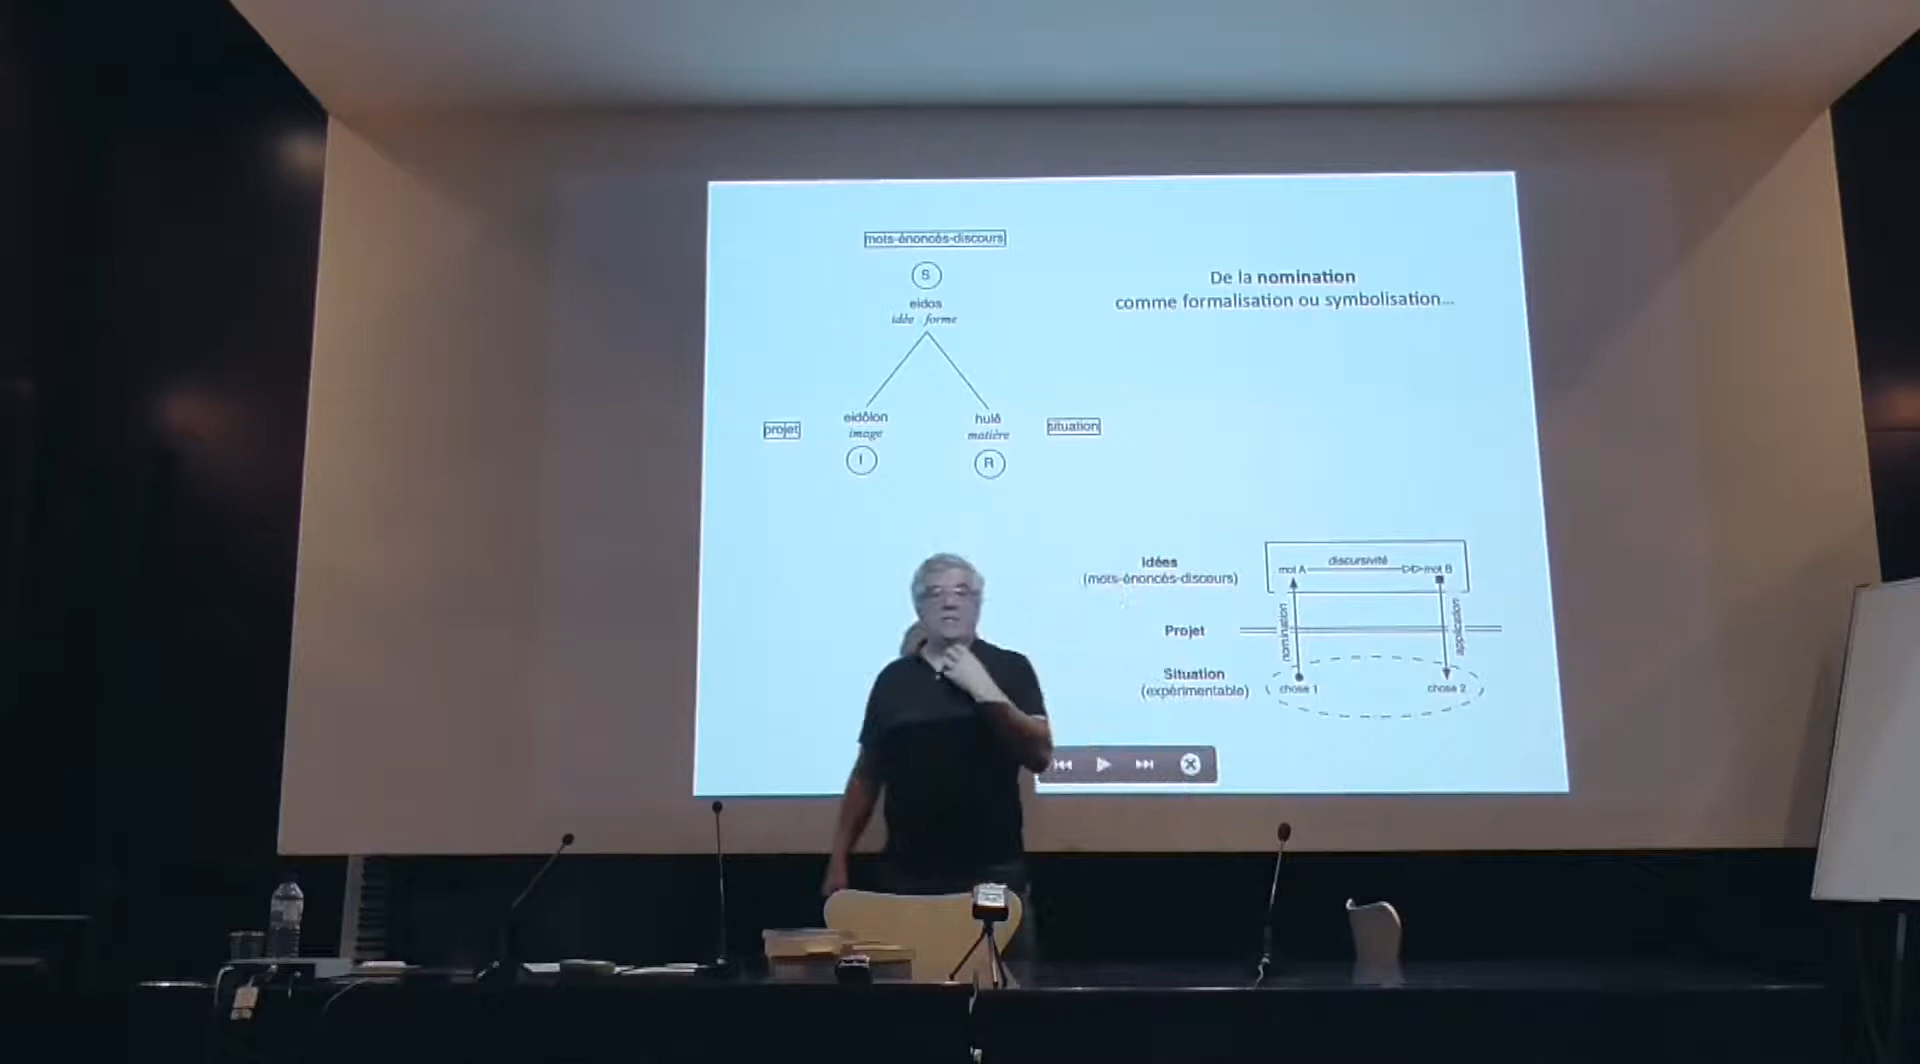 mots-énoncés-discours
S
eidos
idée - forme
eidôlon
image
I
hulê
matière
R
projet
situation
De la nomination
comme formalisation ou symbolisation...
Idées
(mots-énoncés-discours)
Projet
Situation
(expérimentable)
discursivité
mot A
mot B
nomination
application
chose 1
chose 2